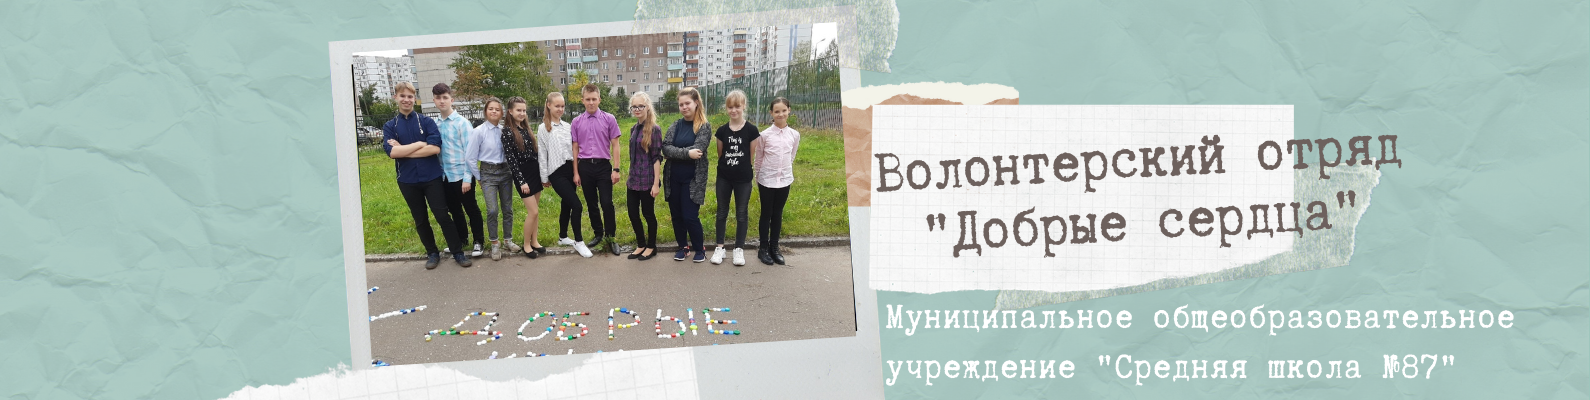 ДОБРЫЕ
Волонтерский отряд
"Добрые сердца"
Муниципальное общеобразовательное
учреждение "Средняя школа №87"